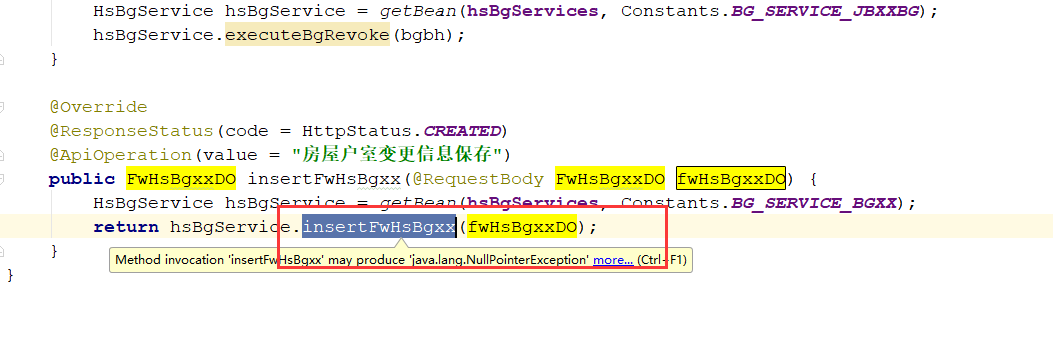 HsBgService hsBgService = getBean(hsBgServices, Constants.BG_SERVICE_JBXXBG);
hsBgService.executeBgRevoke(bgbh);
}
@Override
@ResponseStatus(code = HttpStatus.CREATED)
@ApiOperation(value = "房屋户室变更信息保存")
public FwHsBgxxDO insertFwHsBgxx(@RequestBody FwHsBgxxDO fwHsBgxxDO) {
HsBgService hsBgService = getBean(hsBgServices, Constants.BG_SERVICE_BGXX);
return hsBgService.insertFwHsBgxx(fwHsBgxxDO);
Method invocation 'insertFwHsBgxx' may produce 'java.lang.NullPointerException' more... (Ctrl+F1)
}
}